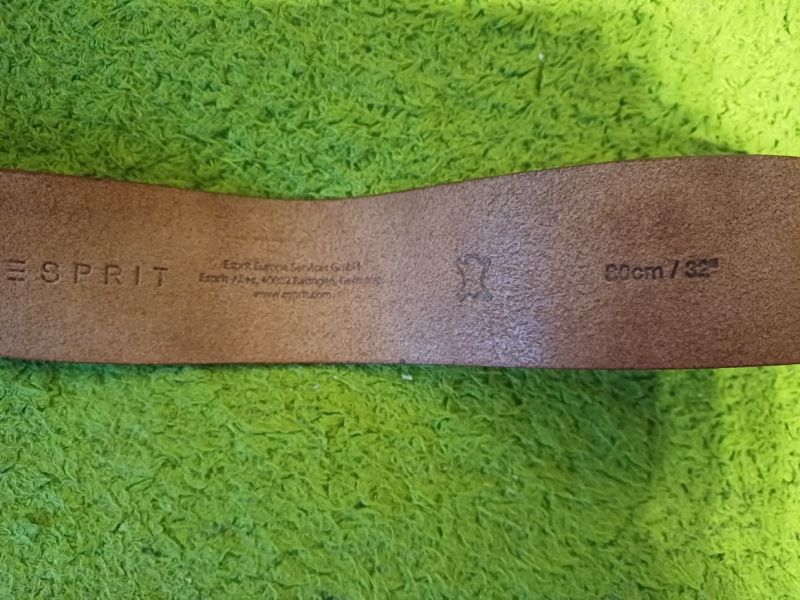 ESPRIT
Esprit Europe Services GmbH
Esprit-Allee, 40882 Ratingen, Germany
www.esprit.com
80cm / 32"